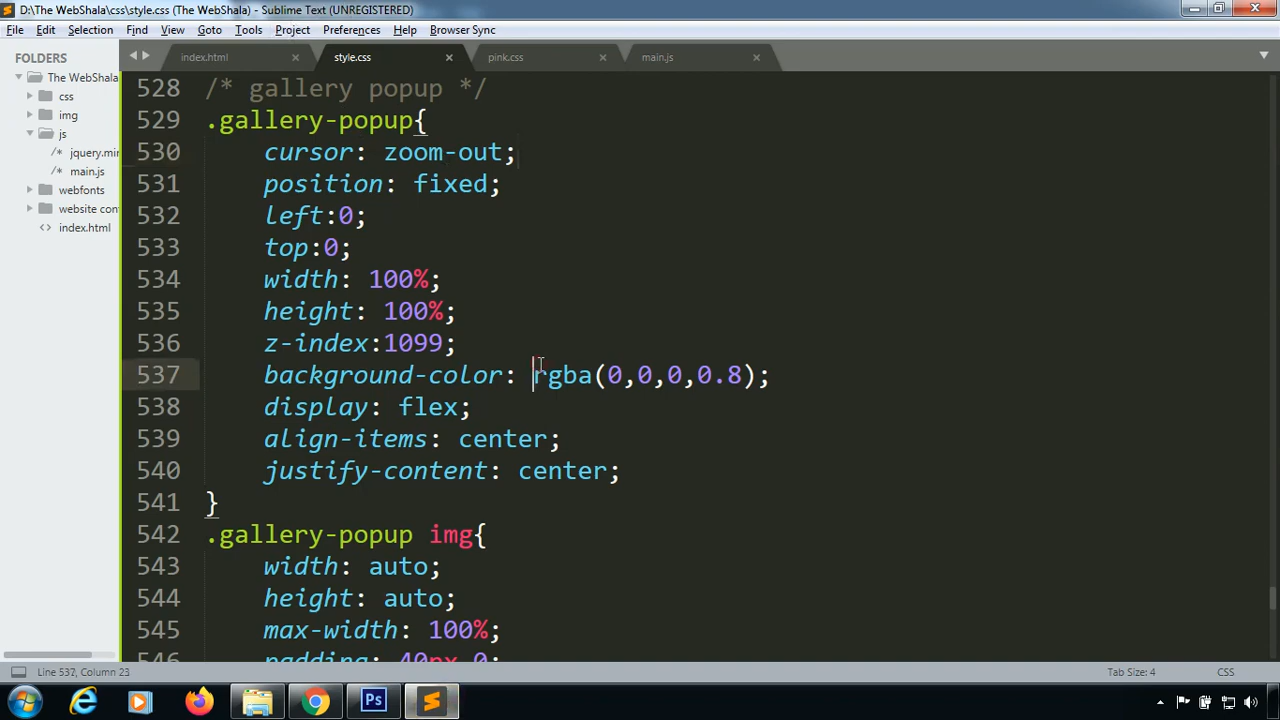 D:\The WebShala\css\style.css (The WebShala) - Sublime Text (UNREGISTERED)
File Edit Selection Find View Goto Tools Project Preferences Help Browser Sync
FOLDERS
The WebShala
css
img
js
jquery.min
main.js
webfonts
website con
index.html
index.html style.css pink.css main.js
528 /* gallery popup */
529 .gallery-popup{
530 cursor: zoom-out;
531 position: fixed;
532 left:0;
533 top:0;
534 width: 100%;
535 height: 100%;
536 z-index:1099;
537 background-color: rgba(0,0,0,0.8);
538 display: flex;
539 align-items: center;
540 justify-content: center;
541 }
542 .gallery-popup img{
543 width: auto;
544 height: auto;
545 max-width: 100%;
546 padding: 40px 0;
Line 537, Column 23 Tab Size: 4 CSS
Ps